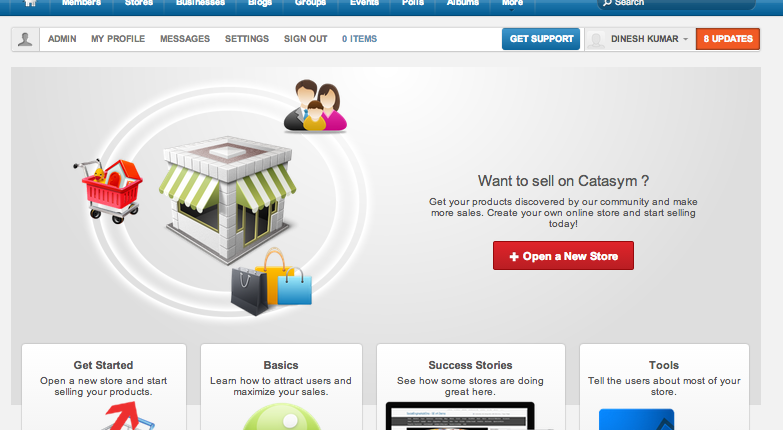 Members Stores Businesses Blogs Groups Events Polls Albums More Search
ADMIN MY PROFILE MESSAGES SETTINGS SIGN OUT 0 ITEMS GET SUPPORT DINESH KUMAR 8 UPDATES
Want to sell on Catasym ?
Get your products discovered by our community and make
more sales. Create your own online store and start selling
today!
Open a New Store
Get Started
Open a new store and start
selling your products.
Basics
Learn how to attract users and
maximize your sales.
Success Stories
See how some stores are doing
great here.
Tools
Tell the users about most of your
store.